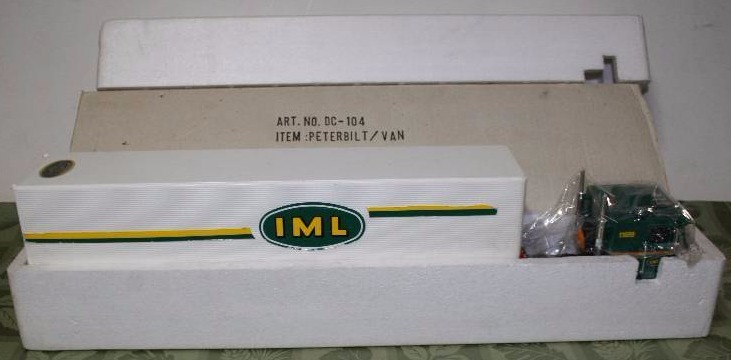 ART. NO. DC-104
ITEM :PETERBILT/VAN
IML